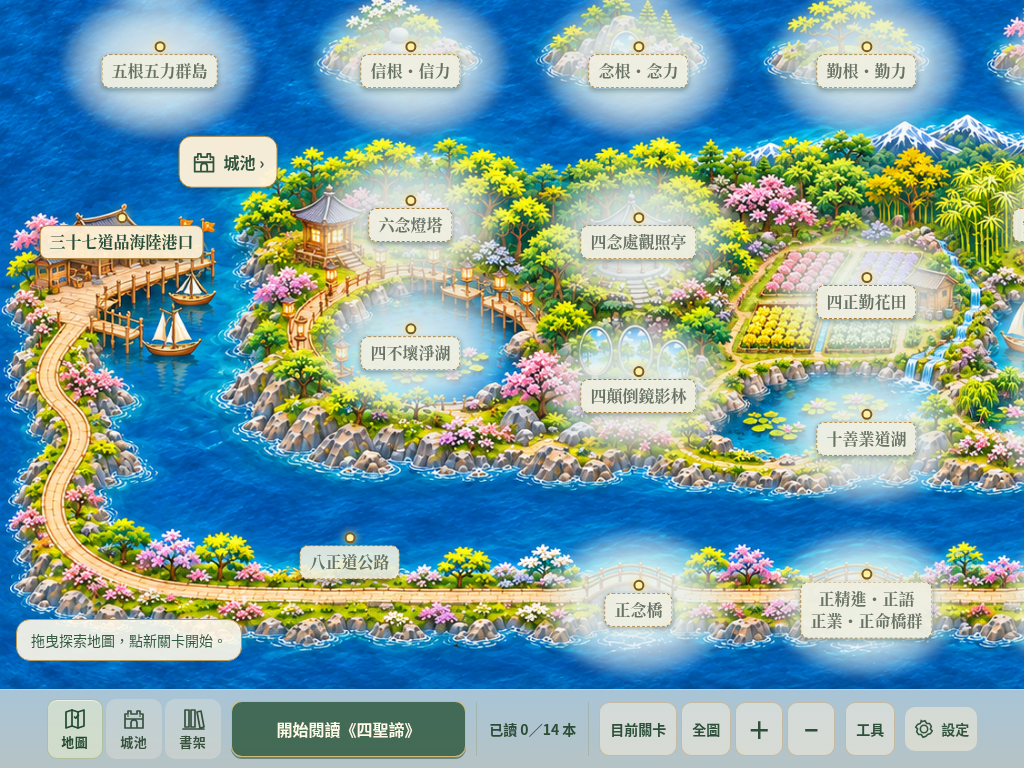 五根五力群島
信根・信力
念根・念力
勤根・勤力
城池 ›
三十七道品海陸港口
六念燈塔
四念處觀照亭
四正勤花田
四不壞淨湖
四顛倒鏡影林
十善業道湖
八正道公路
正念橋
正精進・正語
正業・正命橋群
拖曳探索地圖，點新關卡開始。
地圖
城池
書架
開始閱讀《四聖諦》
已讀 0／14 本
目前關卡
全圖
+
−
工具
設定